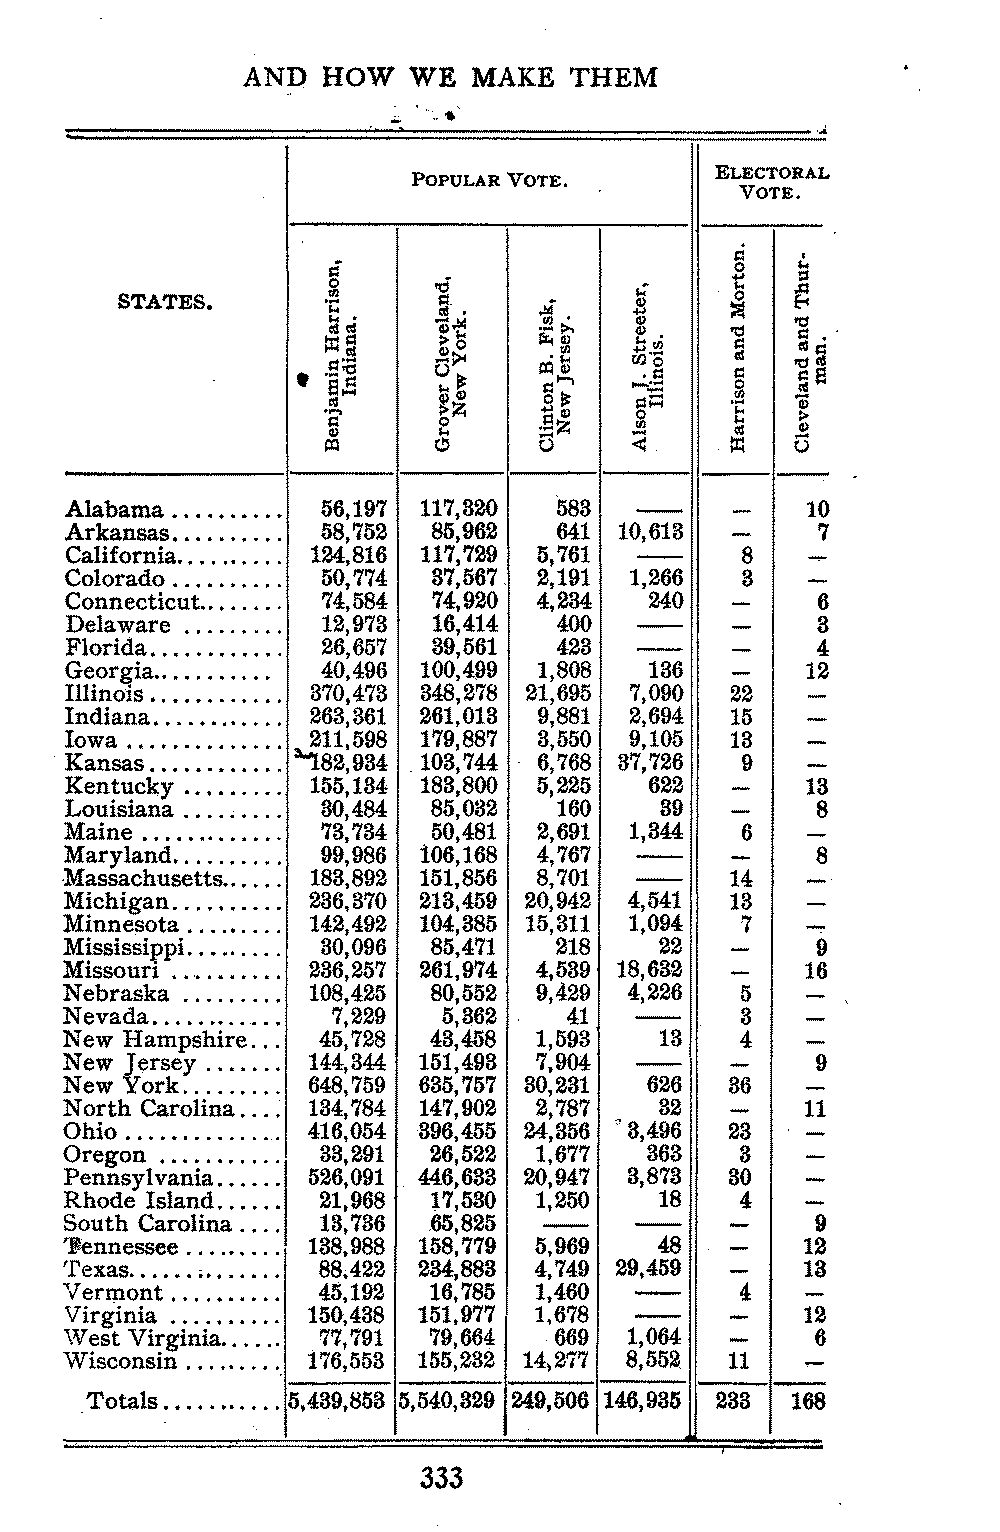 AND HOW WE MAKE THEM
STATES.
POPULAR VOTE.
ELECTORAL VOTE.
Benjamin Harrison, Indiana.
Grover Cleveland, New York.
Clinton B. Fisk, New Jersey.
Alson J. Streeter, Illinois.
Harrison and Morton.
Cleveland and Thur-
man.
Alabama .......... 56,197 117,320 583 — — 10
Arkansas.......... 58,752 85,962 641 10,613 — 7
California.......... 124,816 117,729 5,761 — 8 —
Colorado .......... 50,774 37,567 2,191 1,266 3 —
Connecticut........ 74,584 74,920 4,234 240 — 6
Delaware ......... 12,973 16,414 400 — — 3
Florida............ 26,657 39,561 423 — — 4
Georgia........... 40,496 100,499 1,808 136 — 12
Illinois ............ 370,473 348,278 21,695 7,090 22 —
Indiana............ 263,361 261,013 9,881 2,694 15 —
Iowa .............. 211,598 179,887 3,550 9,105 13 —
Kansas............ 182,934 103,744 6,768 37,726 9 —
Kentucky ......... 155,134 183,800 5,225 622 — 13
Louisiana ......... 30,484 85,032 160 39 — 8
Maine ............. 73,734 50,481 2,691 1,344 6 —
Maryland.......... 99,986 106,168 4,767 — — 8
Massachusetts...... 183,892 151,856 8,701 — 14 —
Michigan.......... 236,370 213,459 20,942 4,541 13 —
Minnesota ......... 142,492 104,385 15,311 1,094 7 —
Mississippi......... 30,096 85,471 218 22 — 9
Missouri .......... 236,257 261,974 4,539 18,632 — 16
Nebraska ......... 108,425 80,552 9,429 4,226 5 —
Nevada............ 7,229 5,362 41 — 3 —
New Hampshire... 45,728 43,458 1,593 13 4 —
New Jersey ....... 144,344 151,493 7,904 — — 9
New York......... 648,759 635,757 30,231 626 36 —
North Carolina.... 134,784 147,902 2,787 32 — 11
Ohio .............. 416,054 396,455 24,356 3,496 23 —
Oregon ........... 33,291 26,522 1,677 363 3 —
Pennsylvania...... 526,091 446,633 20,947 3,873 30 —
Rhode Island...... 21,968 17,530 1,250 18 4 —
South Carolina .... 13,736 65,825 — — — 9
Tennessee ......... 138,988 158,779 5,969 48 — 12
Texas.............. 88,422 234,883 4,749 29,459 — 13
Vermont .......... 45,192 16,785 1,460 — 4 —
Virginia .......... 150,438 151,977 1,678 — — 12
West Virginia...... 77,791 79,664 669 1,064 — 6
Wisconsin ......... 176,553 155,232 14,277 8,552 11 —
Totals........... 5,439,853 5,540,329 249,506 146,935 233 168
333